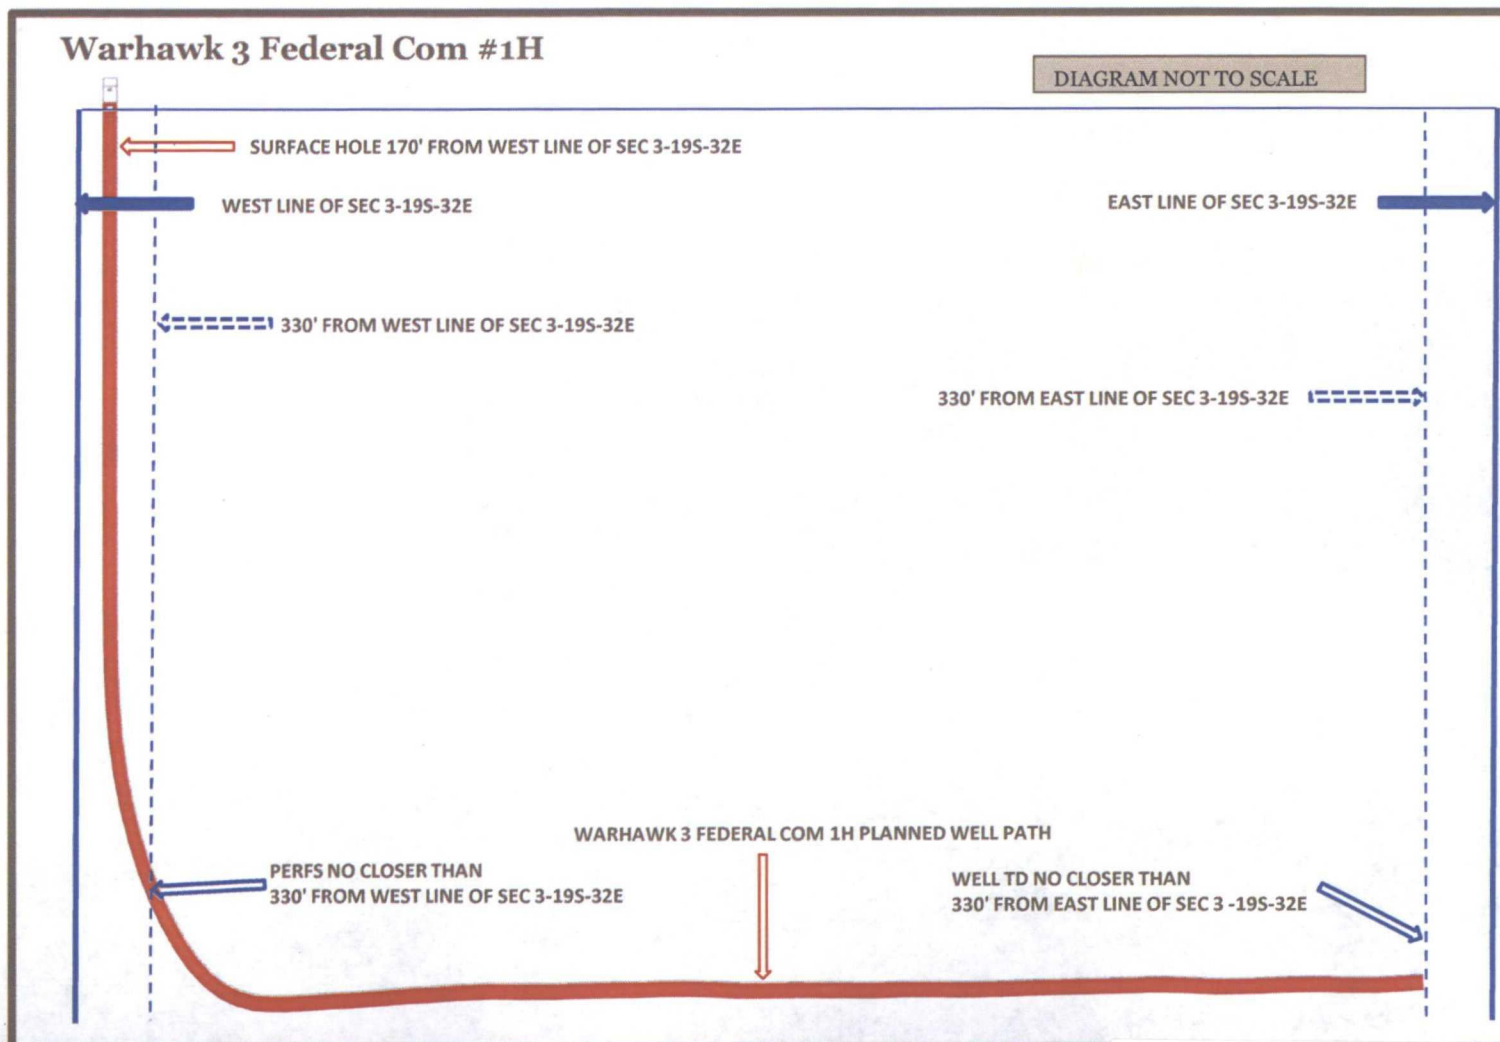 Warhawk 3 Federal Com #1H
DIAGRAM NOT TO SCALE
SURFACE HOLE 170' FROM WEST LINE OF SEC 3-19S-32E
WEST LINE OF SEC 3-19S-32E
EAST LINE OF SEC 3-19S-32E
330' FROM WEST LINE OF SEC 3-19S-32E
330' FROM EAST LINE OF SEC 3-19S-32E
WARHAWK 3 FEDERAL COM 1H PLANNED WELL PATH
PERFS NO CLOSER THAN
330' FROM WEST LINE OF SEC 3-19S-32E
WELL TD NO CLOSER THAN
330' FROM EAST LINE OF SEC 3 -19S-32E